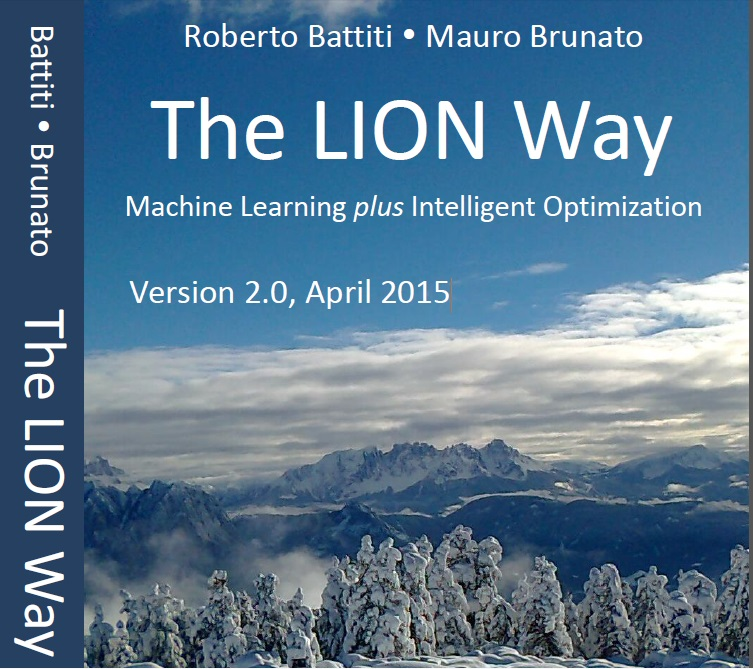 Roberto Battiti • Mauro Brunato
The LION Way
Machine Learning plus Intelligent Optimization
Version 2.0, April 2015
Battiti • Brunato
The LION Way